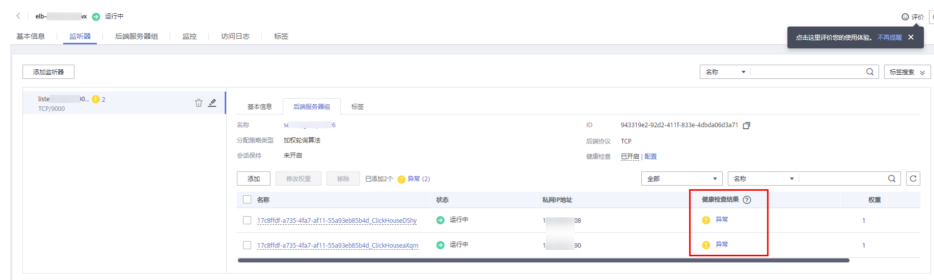 elb- ux 运行中 评价
基本信息 监听器 后端服务器组 监控 访问日志 标签
点击这里评价您的使用体验。 不再提醒 ×
添加监听器 名称 标签搜索
liste 2
TCP/9000
基本信息 后端服务器组 标签
名称 ID 943319e2-92d2-411f-833e-4dbda06d3a71
分配策略类型 加权轮询算法 后端协议 TCP
会话保持 未开启 健康检查 已开启 | 配置
添加 修改权重 移除 已添加2个 异常 (2) 全部 名称
名称 状态 私网IP地址 健康检查结果 权重
17c8ffdf-a735-4fa7-af11-55a93eb85b4d_ClickHouseDShy 运行中 异常 1
17c8ffdf-a735-4fa7-af11-55a93eb85b4d_ClickHouseaXqm 运行中 异常 1